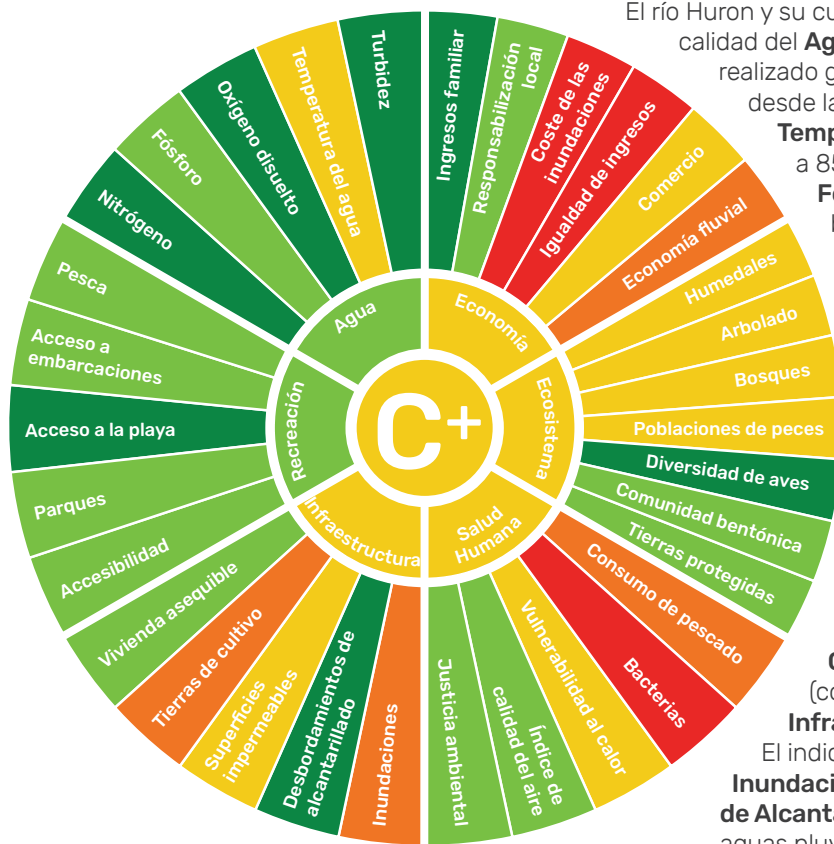 El río Huron y su cu
calidad del Ag
realizado g
desde la
Temp
a 85
Fó
Turbidez
Temperatura del agua
Oxígeno disuelto
Fósforo
Nitrógeno
Ingresos familiar
Responsabilización
local
Coste de las
inundaciones
Igualdad de ingresos
Comercio
Economía fluvial
Humedales
Arbolado
Bosques
Poblaciones de peces
Diversidad de aves
Comunidad bentónica
Tierras protegidas
Consumo de pescado
Bacterias
Vulnerabilidad al calor
Índice de
calidad del aire
Justicia ambiental
Inundaciones
Desbordamientos de
alcantarillado
Superficies
impermeables
Tierras de cultivo
Vivienda asequible
Accesibilidad
Parques
Acceso a la playa
Acceso a
embarcaciones
Pesca
Agua
Economía
Ecosistema
Salud
Humana
Infraestructura
Recreación
C+
(co
Infra
El indic
Inundaci
de Alcanta
aguas pluv